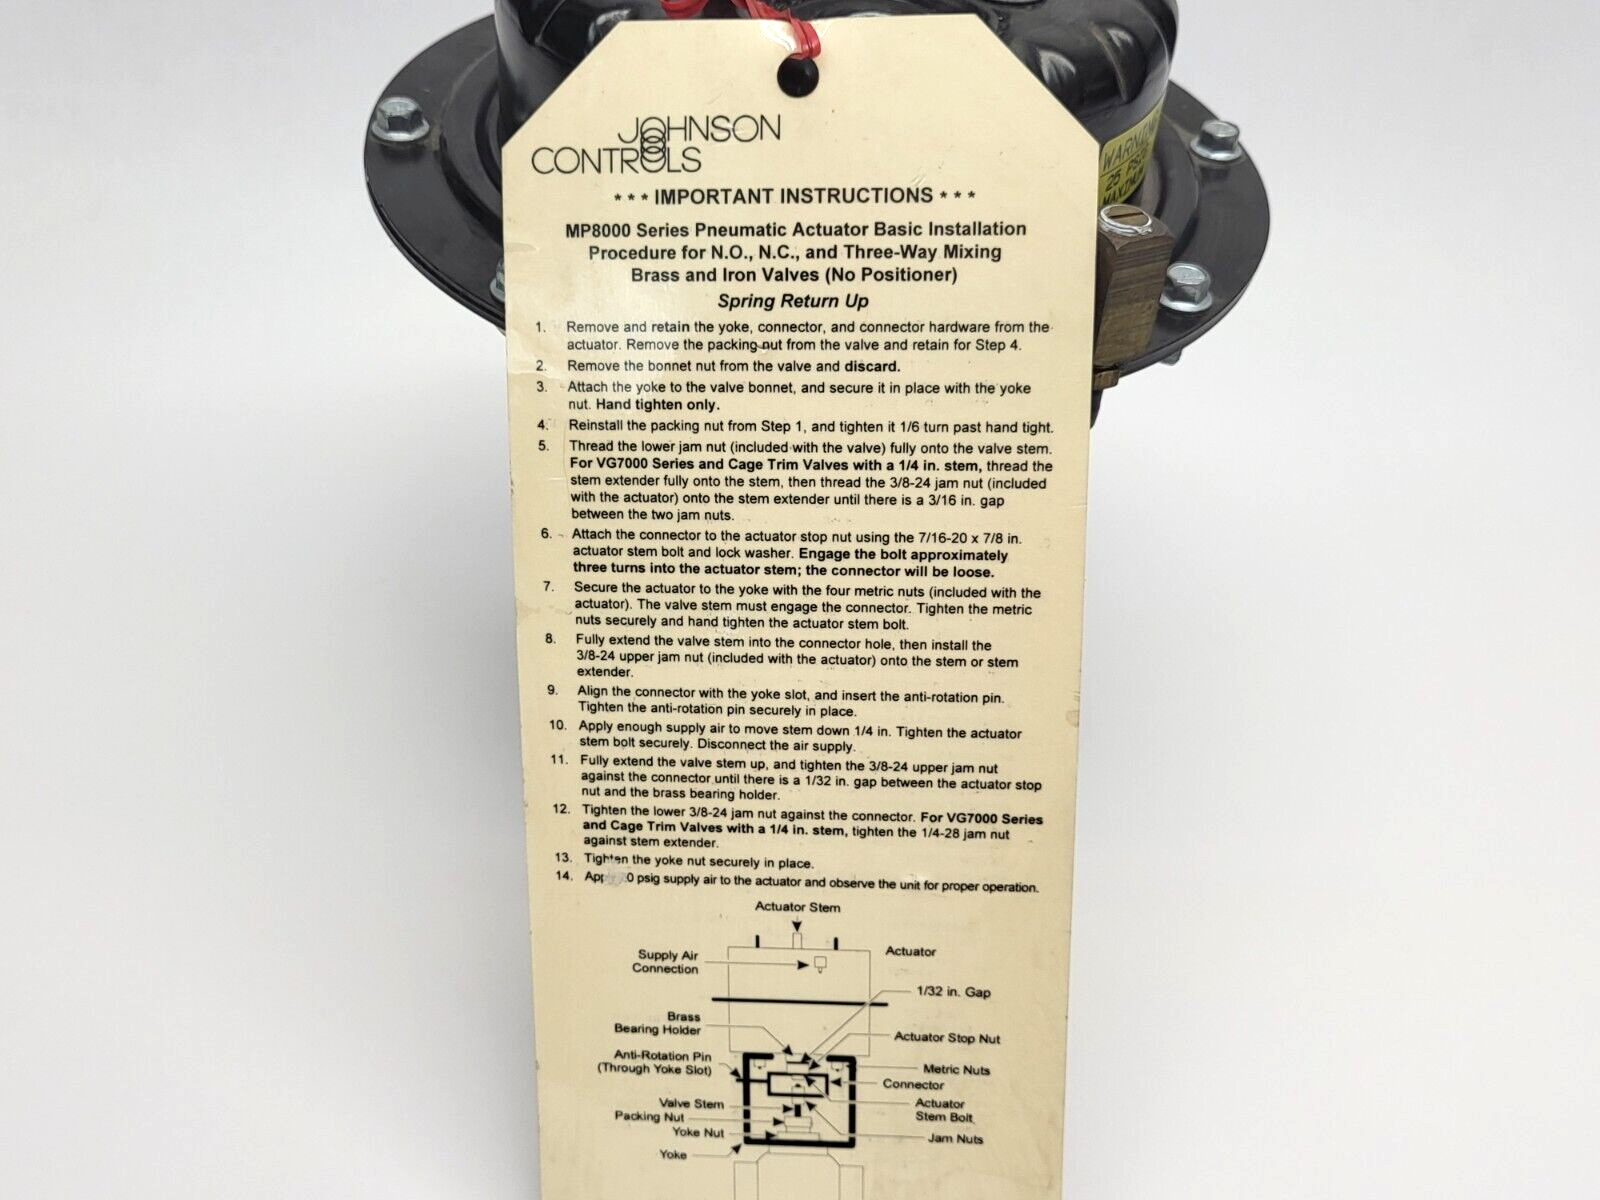 JOHNSON
CONTROLS
* * * IMPORTANT INSTRUCTIONS * * *
MP8000 Series Pneumatic Actuator Basic Installation
Procedure for N.O., N.C., and Three-Way Mixing
Brass and Iron Valves (No Positioner)
Spring Return Up
1. Remove and retain the yoke, connector, and connector hardware from the
actuator. Remove the packing nut from the valve and retain for Step 4.
2. Remove the bonnet nut from the valve and discard.
3. Attach the yoke to the valve bonnet, and secure it in place with the yoke
nut. Hand tighten only.
4. Reinstall the packing nut from Step 1, and tighten it 1/6 turn past hand tight.
5. Thread the lower jam nut (included with the valve) fully onto the valve stem.
For VG7000 Series and Cage Trim Valves with a 1/4 in. stem, thread the
stem extender fully onto the stem, then thread the 3/8-24 jam nut (included
with the actuator) onto the stem extender until there is a 3/16 in. gap
between the two jam nuts.
6. Attach the connector to the actuator stop nut using the 7/16-20 x 7/8 in.
actuator stem bolt and lock washer. Engage the bolt approximately
three turns into the actuator stem; the connector will be loose.
7. Secure the actuator to the yoke with the four metric nuts (included with the
actuator). The valve stem must engage the connector. Tighten the metric
nuts securely and hand tighten the actuator stem bolt.
8. Fully extend the valve stem into the connector hole, then install the
3/8-24 upper jam nut (included with the actuator) onto the stem or stem
extender.
9. Align the connector with the yoke slot, and insert the anti-rotation pin.
Tighten the anti-rotation pin securely in place.
10. Apply enough supply air to move stem down 1/4 in. Tighten the actuator
stem bolt securely. Disconnect the air supply.
11. Fully extend the valve stem up, and tighten the 3/8-24 upper jam nut
against the connector until there is a 1/32 in. gap between the actuator stop
nut and the brass bearing holder.
12. Tighten the lower 3/8-24 jam nut against the connector. For VG7000 Series
and Cage Trim Valves with a 1/4 in. stem, tighten the 1/4-28 jam nut
against stem extender.
13. Tighten the yoke nut securely in place.
14. psig supply air to the actuator and observe the unit for proper operation.
Actuator Stem
Supply Air
Connection
Actuator
1/32 in. Gap
Brass
Bearing Holder
Actuator Stop Nut
Anti-Rotation Pin
(Through Yoke Slot)
Metric Nuts
Connector
Valve Stem
Actuator
Stem Bolt
Packing Nut
Yoke Nut
Jam Nuts
Yoke
WARNING
25